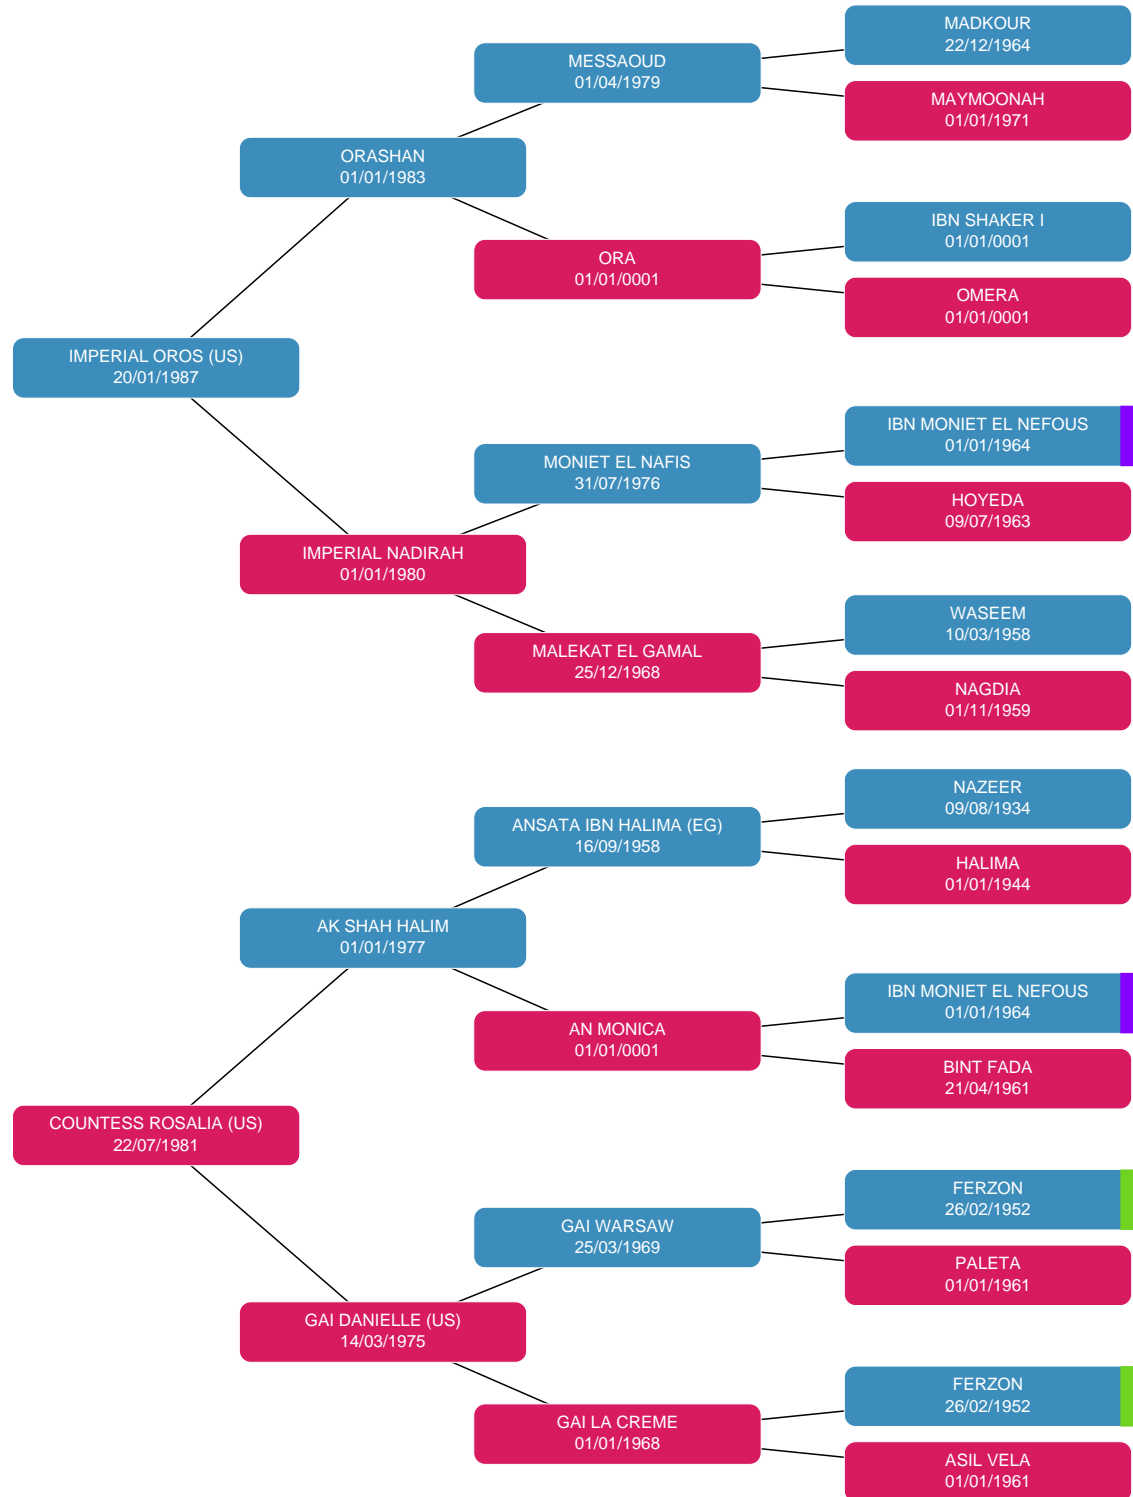 MADKOUR
22/12/1964
MESSAOUD
01/04/1979
MAYMOONAH
01/01/1971
ORASHAN
01/01/1983
IBN SHAKER I
01/01/0001
ORA
01/01/0001
OMERA
01/01/0001
IMPERIAL OROS (US)
20/01/1987
IBN MONIET EL NEFOUS
01/01/1964
MONIET EL NAFIS
31/07/1976
HOYEDA
09/07/1963
IMPERIAL NADIRAH
01/01/1980
WASEEM
10/03/1958
MALEKAT EL GAMAL
25/12/1968
NAGDIA
01/11/1959
NAZEER
09/08/1934
ANSATA IBN HALIMA (EG)
16/09/1958
HALIMA
01/01/1944
AK SHAH HALIM
01/01/1977
IBN MONIET EL NEFOUS
01/01/1964
AN MONICA
01/01/0001
BINT FADA
21/04/1961
COUNTESS ROSALIA (US)
22/07/1981
FERZON
26/02/1952
GAI WARSAW
25/03/1969
PALETA
01/01/1961
GAI DANIELLE (US)
14/03/1975
FERZON
26/02/1952
GAI LA CREME
01/01/1968
ASIL VELA
01/01/1961